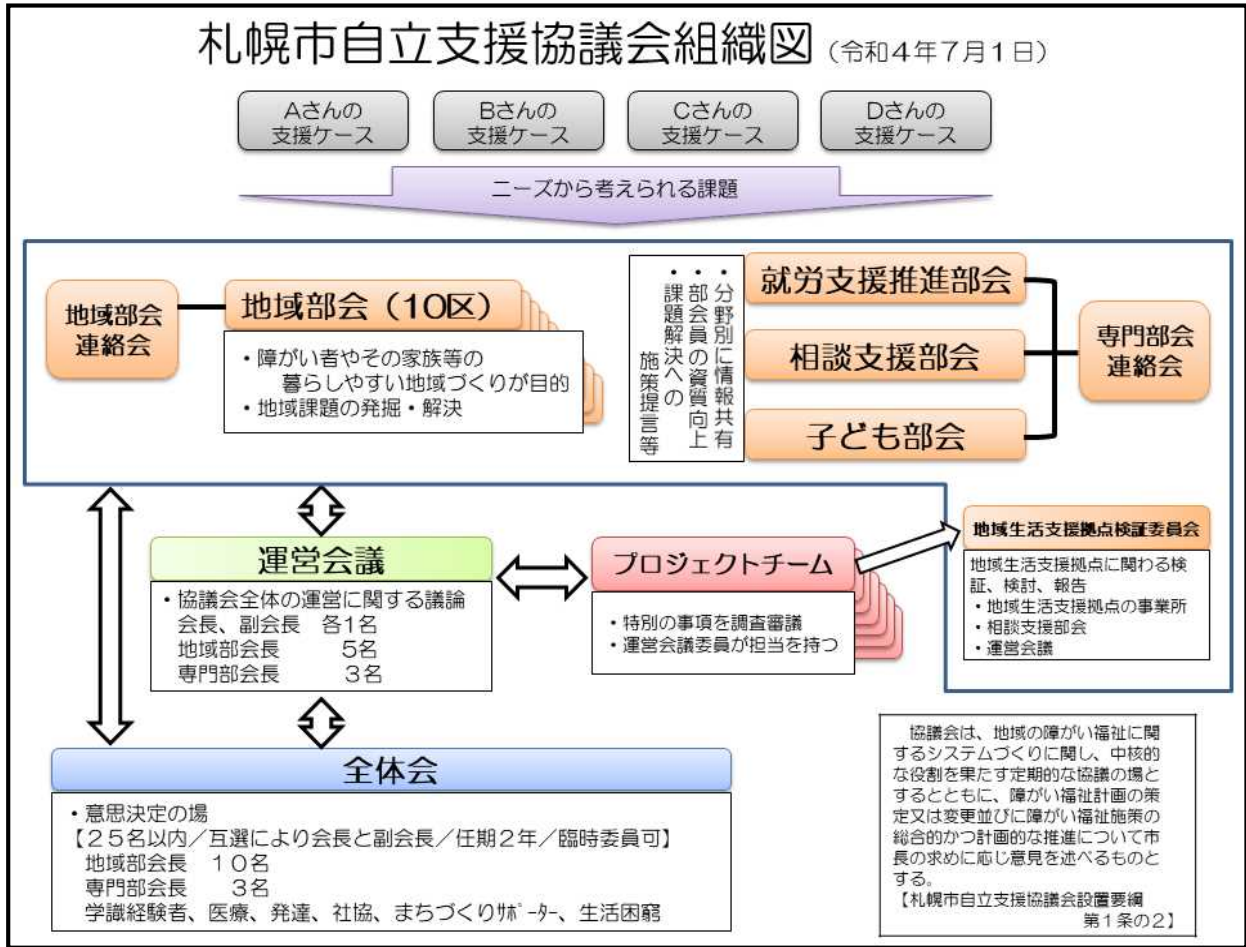 札幌市自立支援協議会組織図（令和４年７月１日）
Aさんの
支援ケース
Bさんの
支援ケース
Cさんの
支援ケース
Dさんの
支援ケース
ニーズから考えられる課題
地域部会
連絡会
地域部会（10区）
・障がい者やその家族等の
暮らしやすい地域づくりが目的
・地域課題の発掘・解決
・分野別に情報共有
・部会員の資質向上
・課題解決への
施策提言等
就労支援推進部会
相談支援部会
子ども部会
専門部会
連絡会
運営会議
・協議会全体の運営に関する議論
会長、副会長　各１名
地域部会長　　　５名
専門部会長　　　３名
プロジェクトチーム
・特別の事項を調査審議
・運営会議委員が担当を持つ
地域生活支援拠点検証委員会
地域生活支援拠点に関わる検
証、検討、報告
・地域生活支援拠点の事業所
・相談支援部会
・運営会議
全体会
・意思決定の場
【２５名以内／互選により会長と副会長／任期２年／臨時委員可】
地域部会長　１０名
専門部会長　　３名
学識経験者、医療、発達、社協、まちづくりｻﾎﾟｰﾀｰ、生活困窮
協議会は、地域の障がい福祉に関
するシステムづくりに関し、中核的
な役割を果たす定期的な協議の場と
するとともに、障がい福祉計画の策
定又は変更並びに障がい福祉施策の
総合的かつ計画的な推進について市
長の求めに応じ意見を述べるものと
する。
【札幌市自立支援協議会設置要綱
第１条の２】